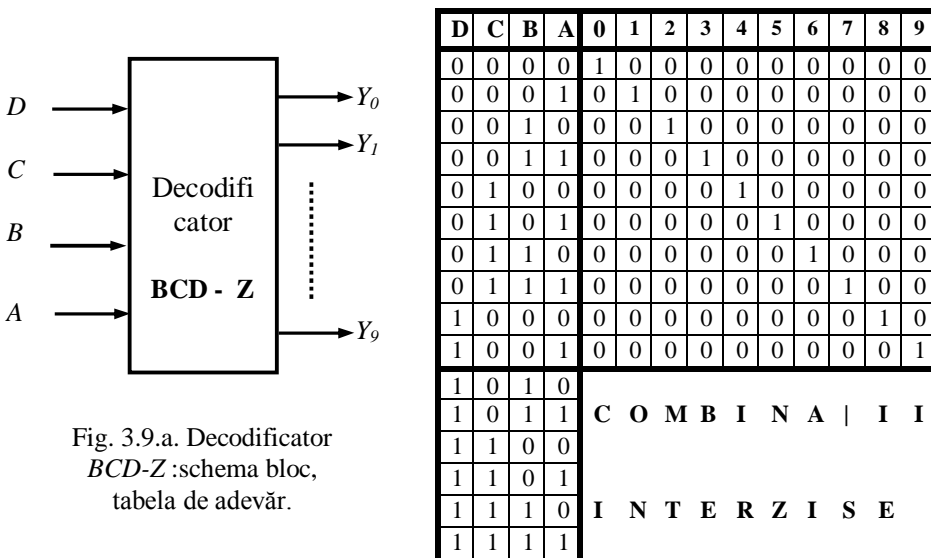 D
C
B
A
Decodifi
cator
BCD - Z
Y0
Y1
Y9
Fig. 3.9.a. Decodificator
BCD-Z :schema bloc,
tabela de adevăr.
D C B A 0 1 2 3 4 5 6 7 8 9
0 0 0 0 1 0 0 0 0 0 0 0 0 0
0 0 0 1 0 1 0 0 0 0 0 0 0 0
0 0 1 0 0 0 1 0 0 0 0 0 0 0
0 0 1 1 0 0 0 1 0 0 0 0 0 0
0 1 0 0 0 0 0 0 1 0 0 0 0 0
0 1 0 1 0 0 0 0 0 1 0 0 0 0
0 1 1 0 0 0 0 0 0 0 1 0 0 0
0 1 1 1 0 0 0 0 0 0 0 1 0 0
1 0 0 0 0 0 0 0 0 0 0 0 1 0
1 0 0 1 0 0 0 0 0 0 0 0 0 1
1 0 1 0
1 0 1 1 C O M B I N A | I I
1 1 0 0
1 1 0 1
1 1 1 0 I N T E R Z I S E
1 1 1 1